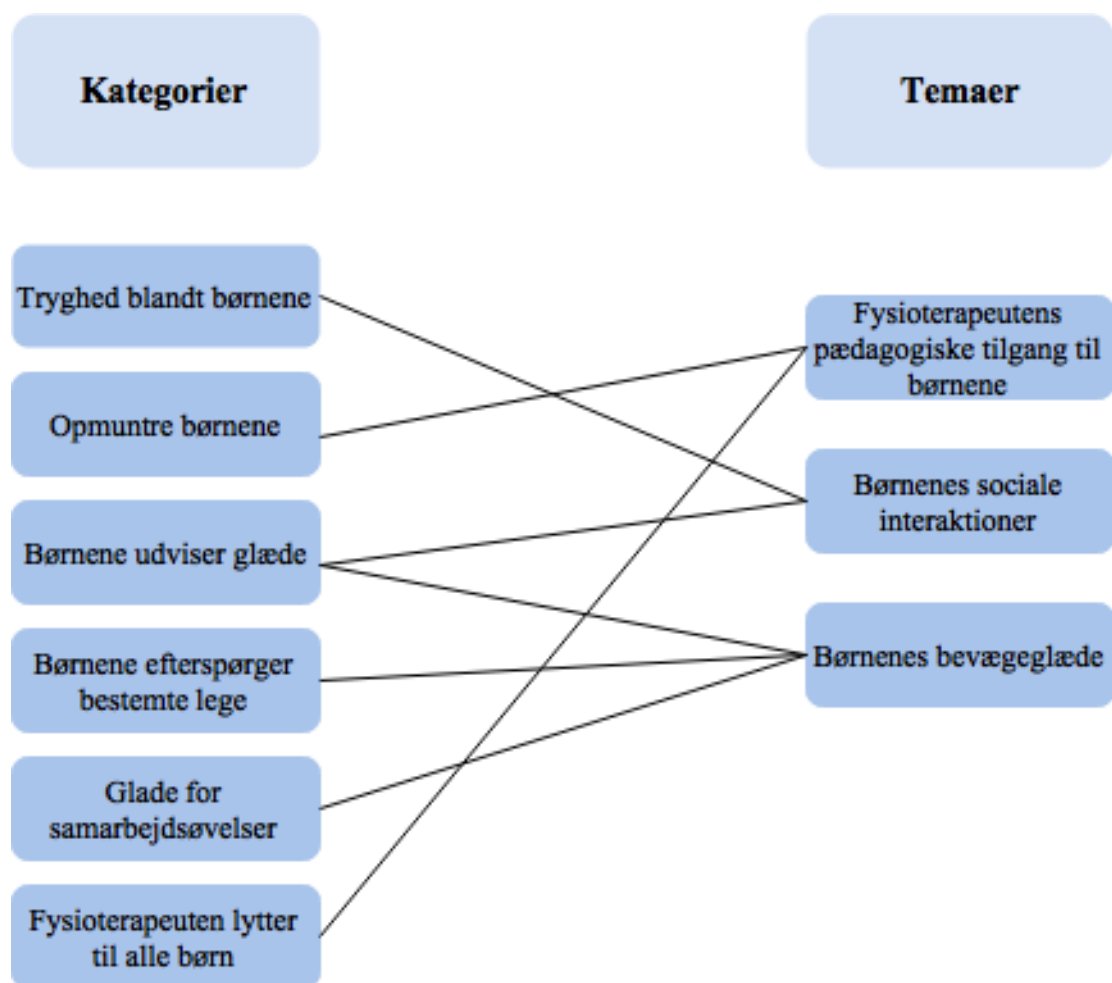 Kategorier
Temaer
Tryghed blandt børnene
Opmuntre børnene
Børnene udviser glæde
Børnene efterspørger
bestemte lege
Glade for
samarbejdsøvelser
Fysioterapeuten lytter
til alle børn
Fysioterapeutens
pædagogiske tilgang til
børnene
Børnenes sociale
interaktioner
Børnenes bevægeglæde